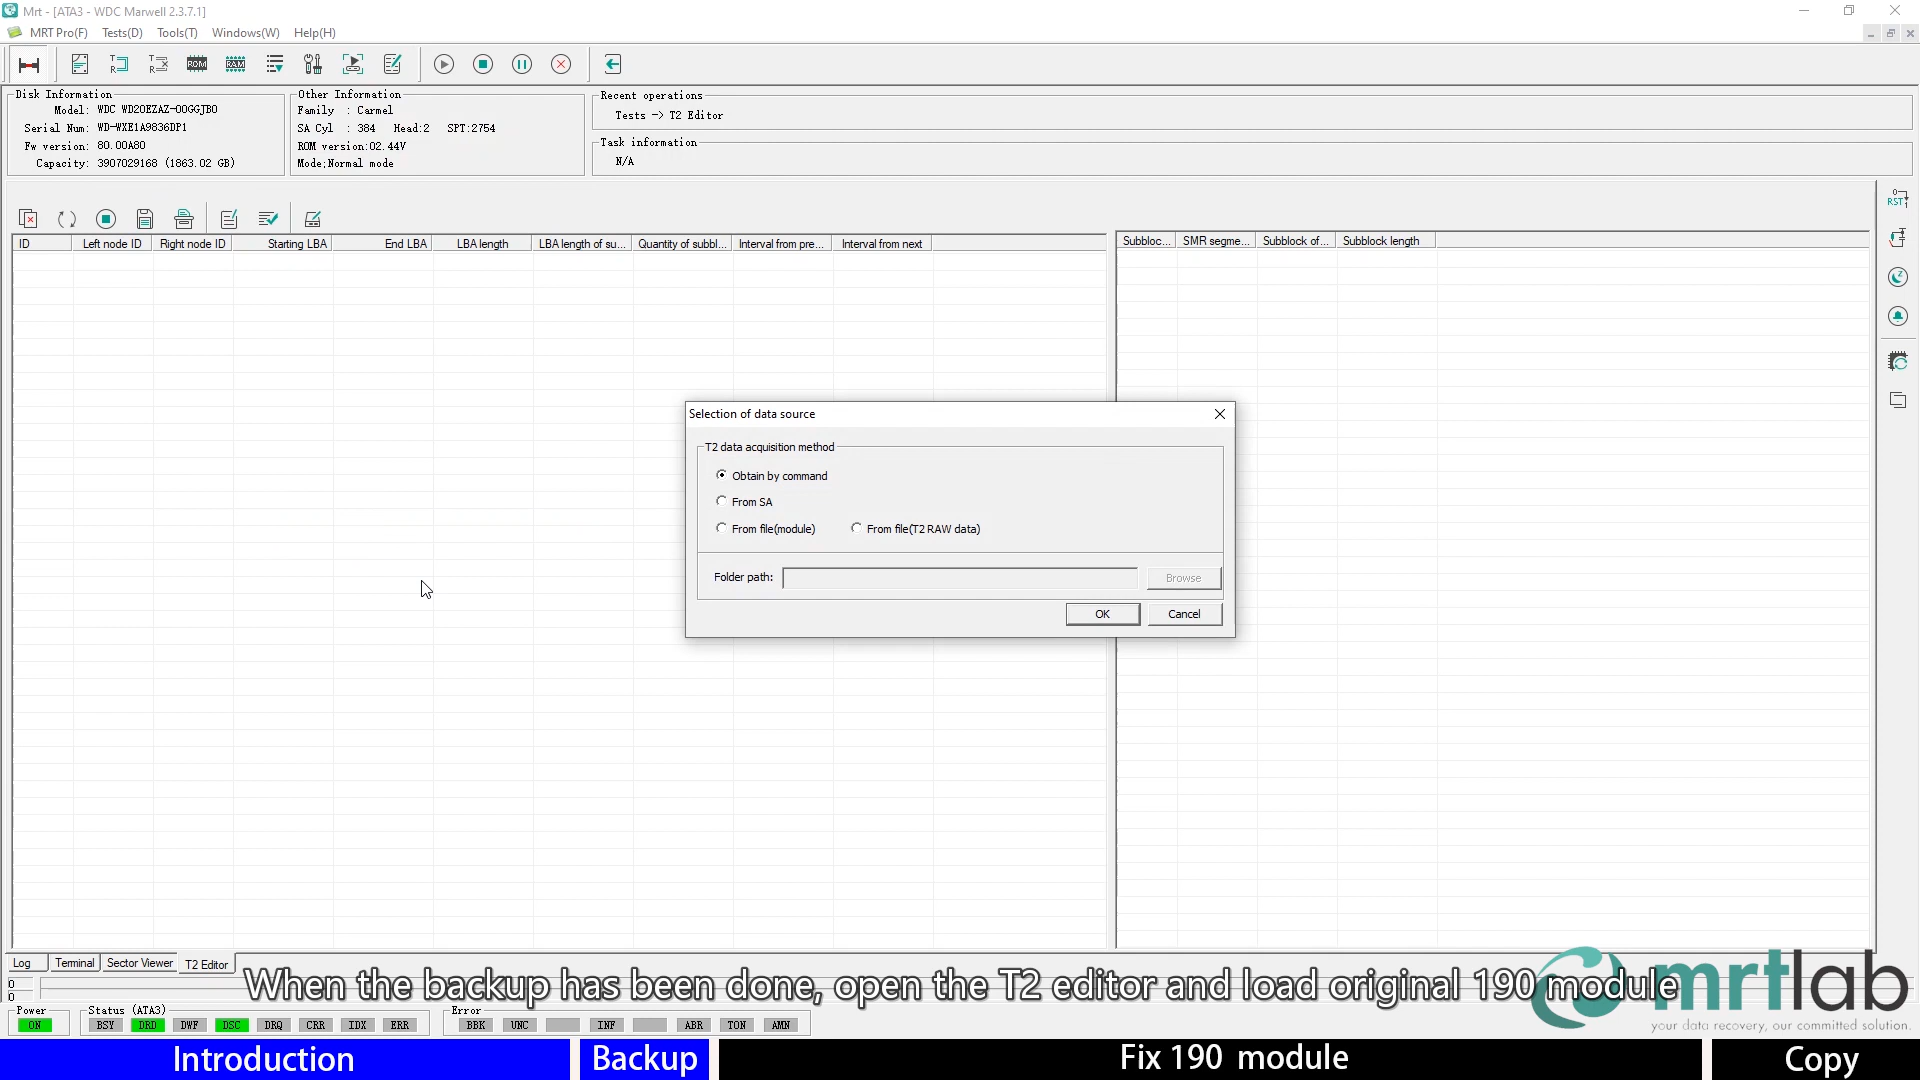 Mrt - [ATA3 - WDC Marwell 2.3.7.1]
MRT Pro(F) Tests(D) Tools(T) Windows(W) Help(H)
ROM RAM
Disk Information
Model: WDC WD20EZAZ-00GGJB0
Serial Num: WD-WXE1A9836DP1
Fw version: 80.00A80
Capacity: 3907029168 (1863.02 GB)
Other Information
Family : Carmel
SA Cyl : 384 Head:2 SPT:2754
ROM version:02.44V
Mode:Normal mode
Recent operations
Tests -> T2 Editor
Task information
N/A
RST
ID Left node ID Right node ID Starting LBA End LBA LBA length LBA length of su... Quantity of subbl... Interval from pre... Interval from next
Subbloc... SMR segme... Subblock of... Subblock length
Selection of data source
T2 data acquisition method
Obtain by command
From SA
From file(module) From file(T2 RAW data)
Folder path: Browse
OK Cancel
Log Terminal Sector Viewer T2 Editor
0
0
When the backup has been done, open the T2 editor and load original 190 module
mrtlab
your data recovery, our committed solution.
Power
ON
Status (ATA3)
BSY DRD DWF DSC DRQ CRR IDX ERR
Error
BBK UNC INF ABR TON AMN
Introduction Backup Fix 190 module Copy